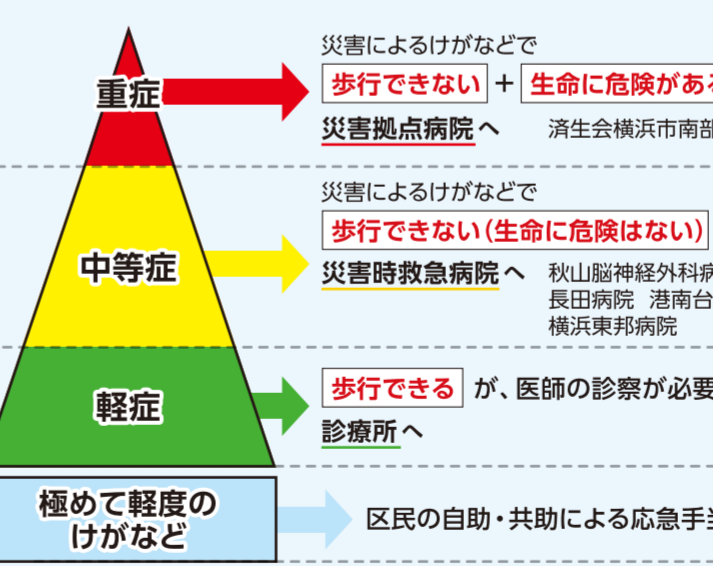 重症
災害によるけがなどで
歩行できない + 生命に危険があ
災害拠点病院へ 済生会横浜市南部
中等症
災害によるけがなどで
歩行できない(生命に危険はない)
災害時救急病院へ 秋山脳神経外科病
長田病院 港南台
横浜東邦病院
軽症
歩行できる が、医師の診察が必要
診療所へ
極めて軽度の
けがなど
区民の自助・共助による応急手